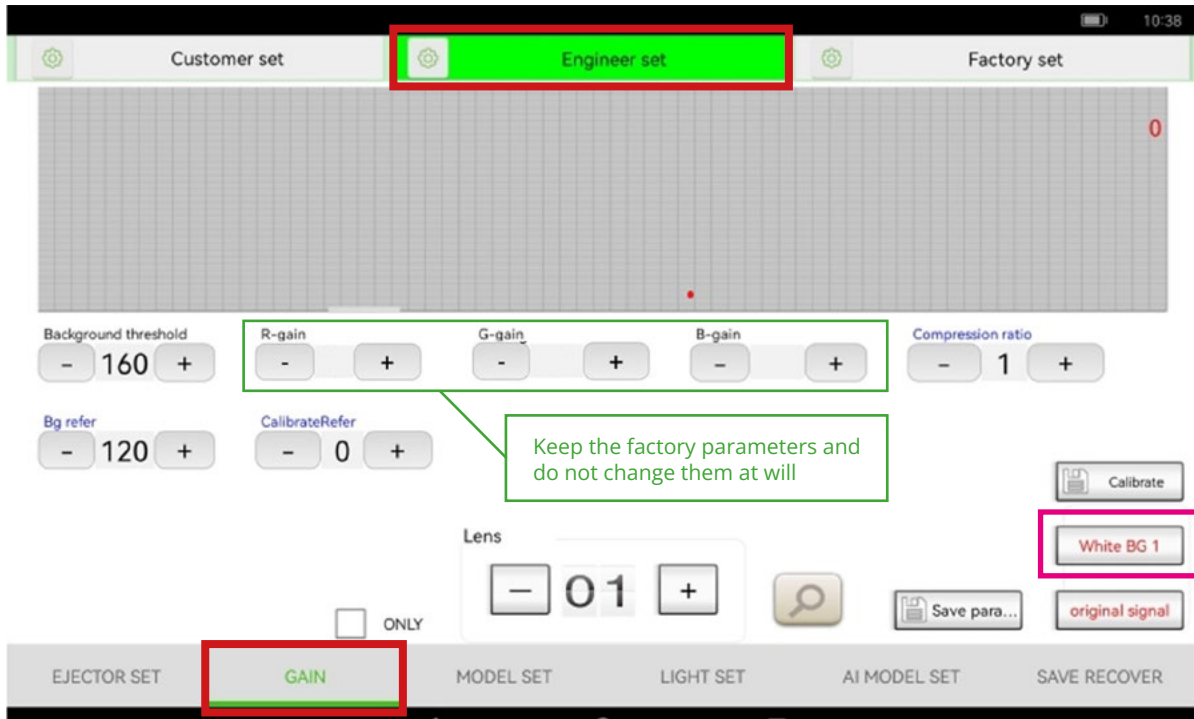 10:38
Customer set
Engineer set
Factory set
0
Background threshold
R-gain
G-gain
B-gain
Compression ratio
- 160 +
- +
- +
- +
- 1 +
Bg refer
CalibrateRefer
- 120 +
- 0 +
Keep the factory parameters and
do not change them at will
Calibrate
Lens
White BG 1
- 01 +
Save para...
original signal
ONLY
EJECTOR SET
GAIN
MODEL SET
LIGHT SET
AI MODEL SET
SAVE RECOVER